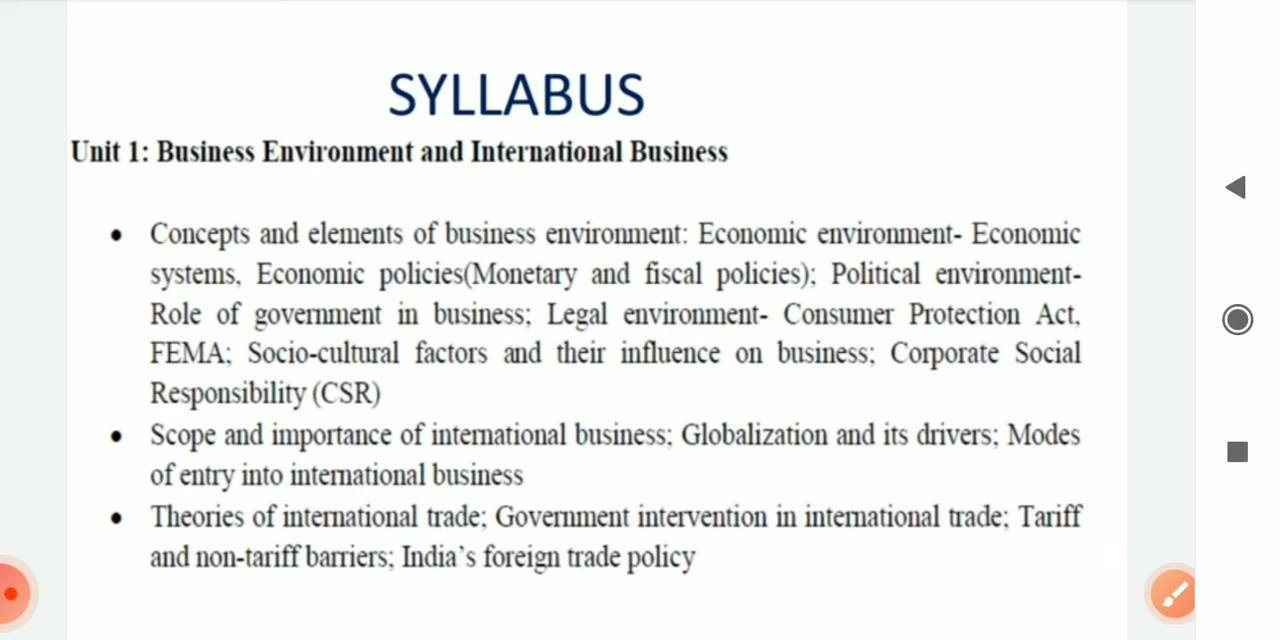 SYLLABUS
Unit 1: Business Environment and International Business
• Concepts and elements of business environment: Economic environment- Economic
systems, Economic policies(Monetary and fiscal policies); Political environment-
Role of government in business; Legal environment- Consumer Protection Act,
FEMA; Socio-cultural factors and their influence on business; Corporate Social
Responsibility (CSR)
• Scope and importance of international business; Globalization and its drivers; Modes
of entry into international business
• Theories of international trade; Government intervention in international trade; Tariff
and non-tariff barriers; India's foreign trade policy